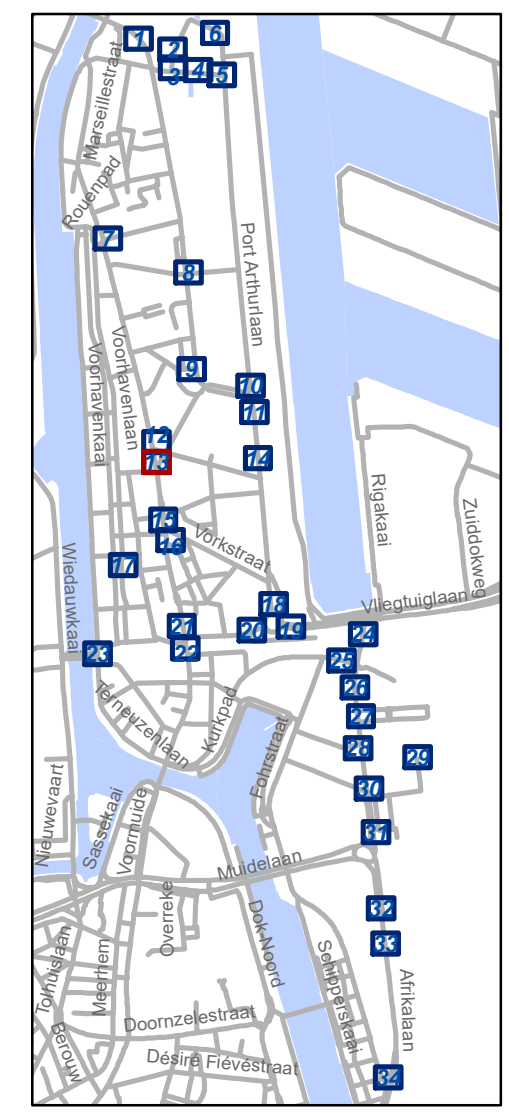 1
2
6
3
4
5
Marseillestraat
Rouenpad
7
8
Port Arthurlaan
Voorhavenlaan
Voorhavenkaai
9
10
11
12
13
14
Rigakaai
Zuiddokweg
15
16
Vorkstraat
17
Wiedauwkaai
18
19
20
21
22
23
Vliegtuiglaan
24
25
26
27
28
29
30
31
Terneuzenlaan
Kurkpad
Fohrstraat
Nieuwevaart
Sassekaai
Voormuide
Muidelaan
Overreke
Dok-Noord
32
33
Schipperskaai
Afrikalaan
Tolhuislaan
Meerhem
Doornzelestraat
Berouw
Désiré Fiévéstraat
34